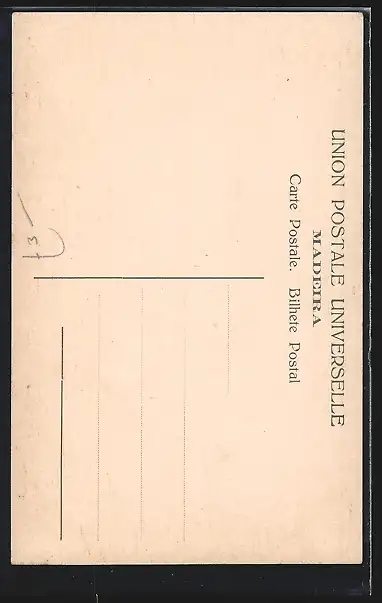 UNION POSTALE UNIVERSELLE
MADEIRA
Carte Postale. Bilhete Postal